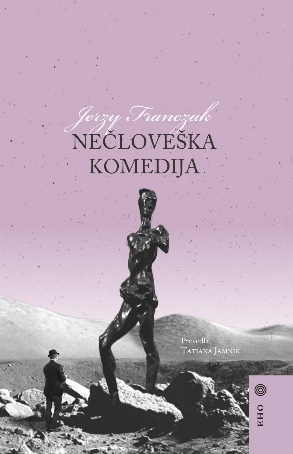 Jerzy Franczak
NEČLOVEŠKA
KOMEDIJA
Prevedla
TATJANA JAMNIK
EHO